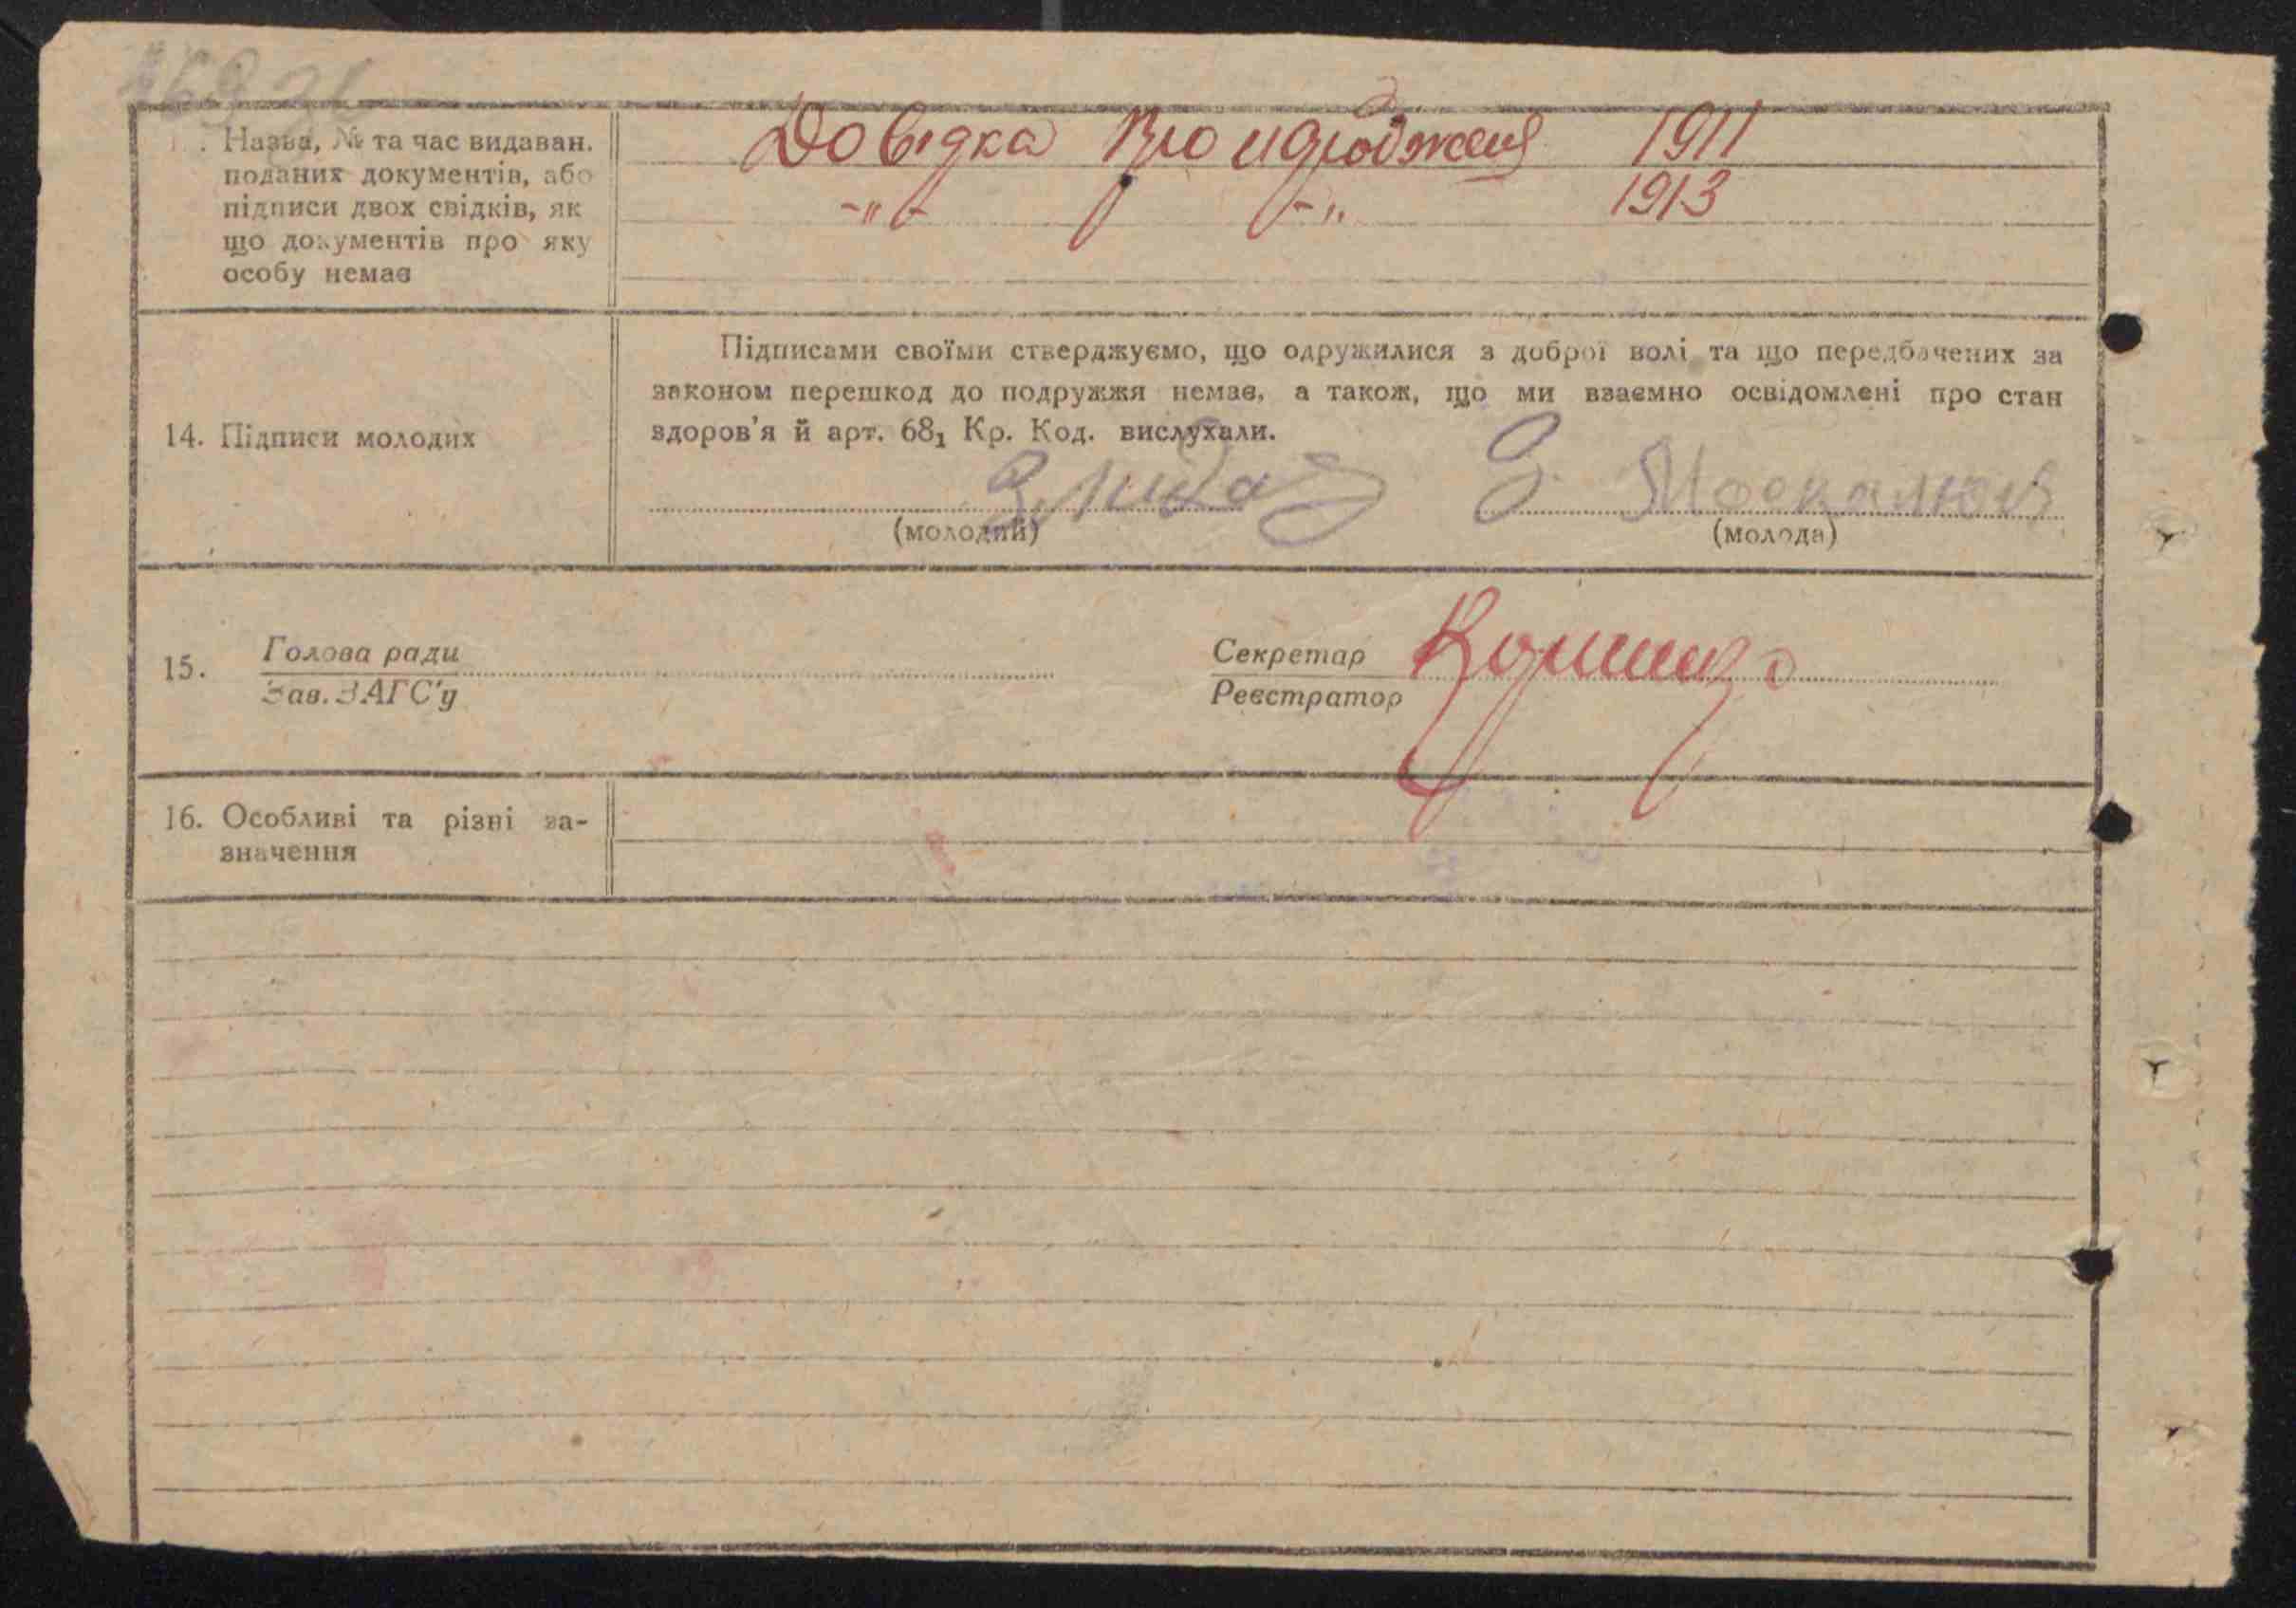 Назва, № та час видаван.
поданих документів, або
підписи двох свідків, як
що документів про яку
особу немає
Довідка про 1911
-"- -"- 1913
Підписами своїми стверджуємо, що одружилися з доброї волі та що передбачених за
законом перешкод до подружжя немає, а також, що ми взаємно освідомлені про стан
здоров'я й арт. 68₁ Кр. Код. вислухали.
14. Підписи молодих
(молодий) (молода)
15. Голова ради
Зав. ЗАГС'у
Секретар
Реєстратор
16. Особливі та різні за-
значення